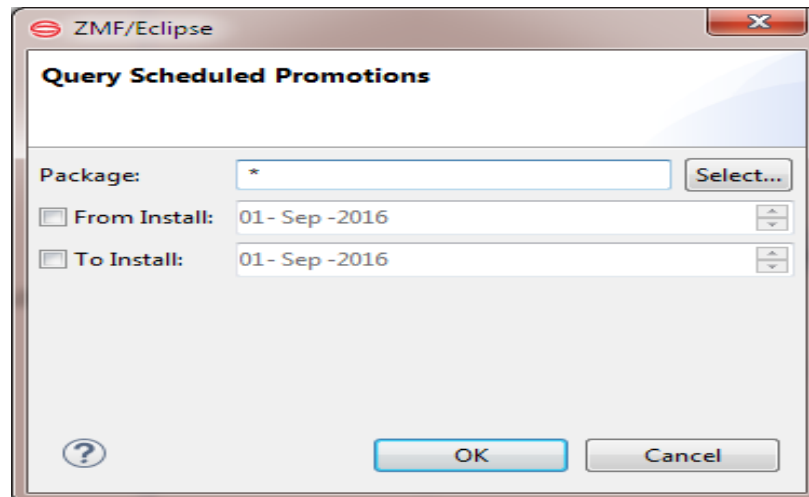 ZMF/Eclipse
Query Scheduled Promotions
Package: * Select...
From Install: 01- Sep -2016
To Install: 01- Sep -2016
? OK Cancel